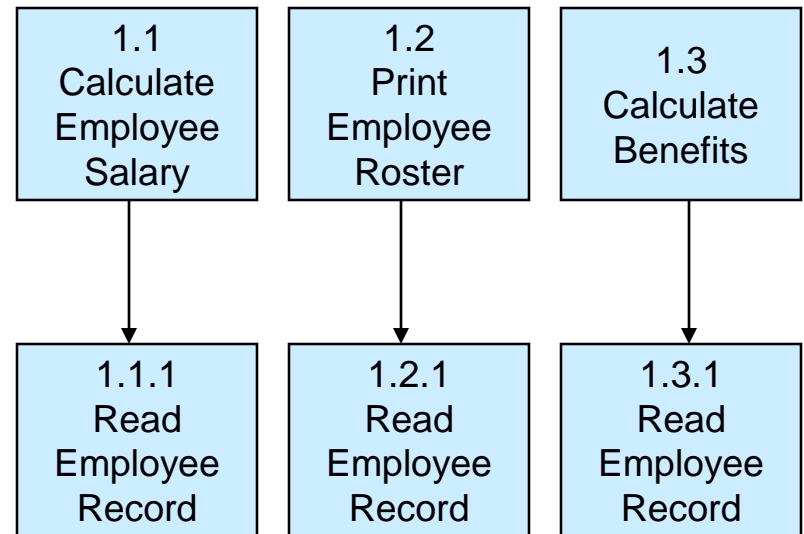 1.1
Calculate
Employee
Salary
1.2
Print
Employee
Roster
1.3
Calculate
Benefits
1.1.1
Read
Employee
Record
1.2.1
Read
Employee
Record
1.3.1
Read
Employee
Record